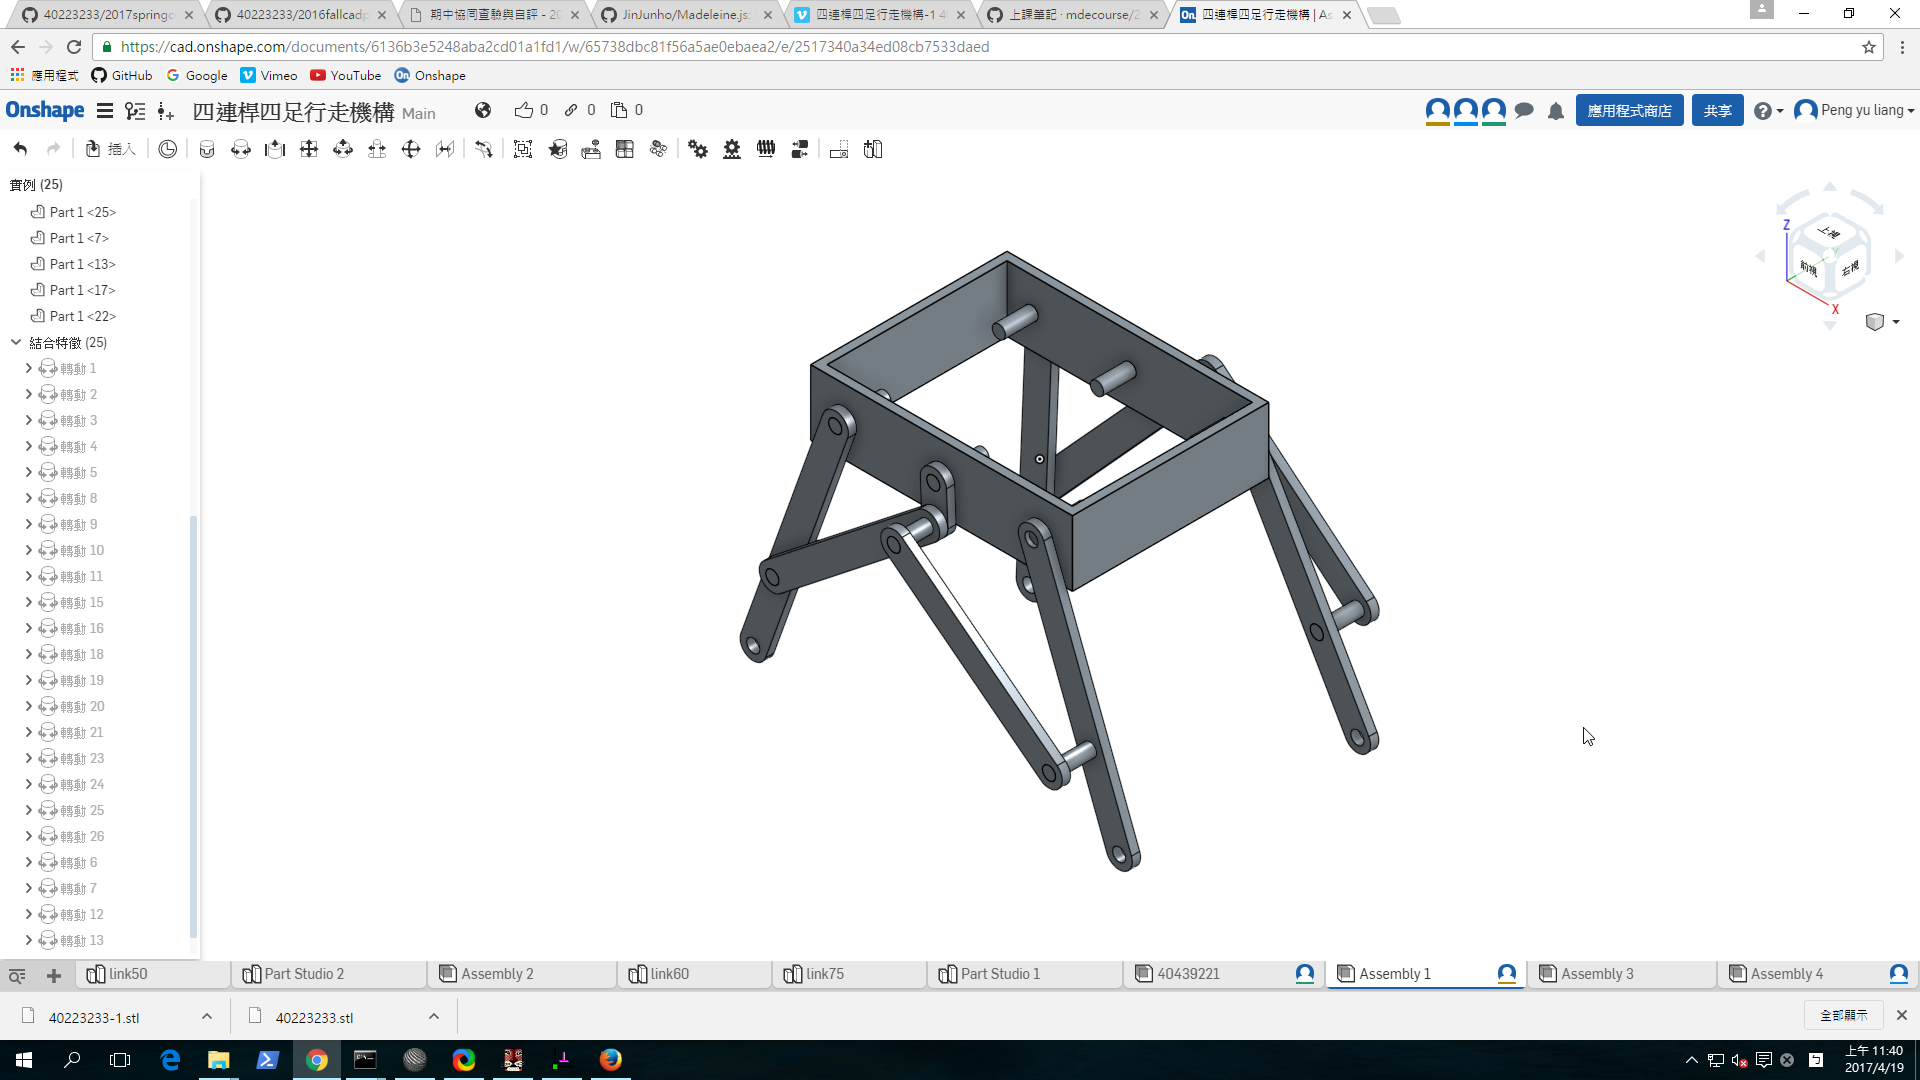 40223233/2017springc
40223233/2016fallcadp
期中協同查驗與自評 - 20
JinJunho/Madeleine.js:
四連桿四足行走機構-1 4
上課筆記 · mdecourse/2
On 四連桿四足行走機構 | As
https://cad.onshape.com/documents/6136b3e5248aba2cd01a1fd1/w/65738dbc81f56a5ae0ebaea2/e/2517340a34ed08cb7533daed
應用程式 GitHub Google Vimeo YouTube On Onshape
Onshape 四連桿四足行走機構 Main 0 0 0 應用程式商店 共享 Peng yu liang
插入
實例 (25)
Part 1 <25>
Part 1 <7>
Part 1 <13>
Part 1 <17>
Part 1 <22>
結合特徵 (25)
轉動 1
轉動 2
轉動 3
轉動 4
轉動 5
轉動 8
轉動 9
轉動 10
轉動 11
轉動 15
轉動 16
轉動 18
轉動 19
轉動 20
轉動 21
轉動 23
轉動 24
轉動 25
轉動 26
轉動 6
轉動 7
轉動 12
轉動 13
Z
上視
前視
右視
X
link50
Part Studio 2
Assembly 2
link60
link75
Part Studio 1
40439221
Assembly 1
Assembly 3
Assembly 4
40223233-1.stl
40223233.stl
全部顯示
上午 11:40
2017/4/19